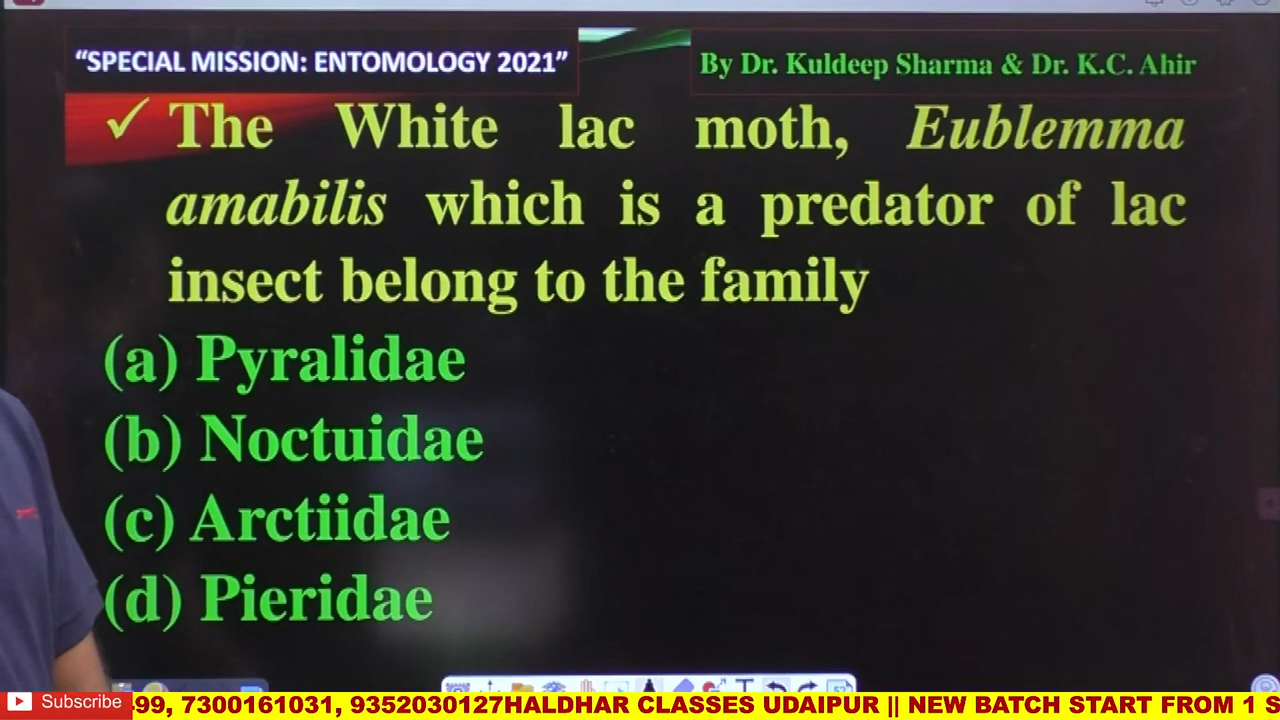 “SPECIAL MISSION: ENTOMOLOGY 2021”
By Dr. Kuldeep Sharma & Dr. K.C. Ahir
✓ The White lac moth, Eublemma
amabilis which is a predator of lac
insect belong to the family
(a) Pyralidae
(b) Noctuidae
(c) Arctiidae
(d) Pieridae
Subscribe
99, 7300161031, 9352030127HALDHAR CLASSES UDAIPUR || NEW BATCH START FROM 1 S